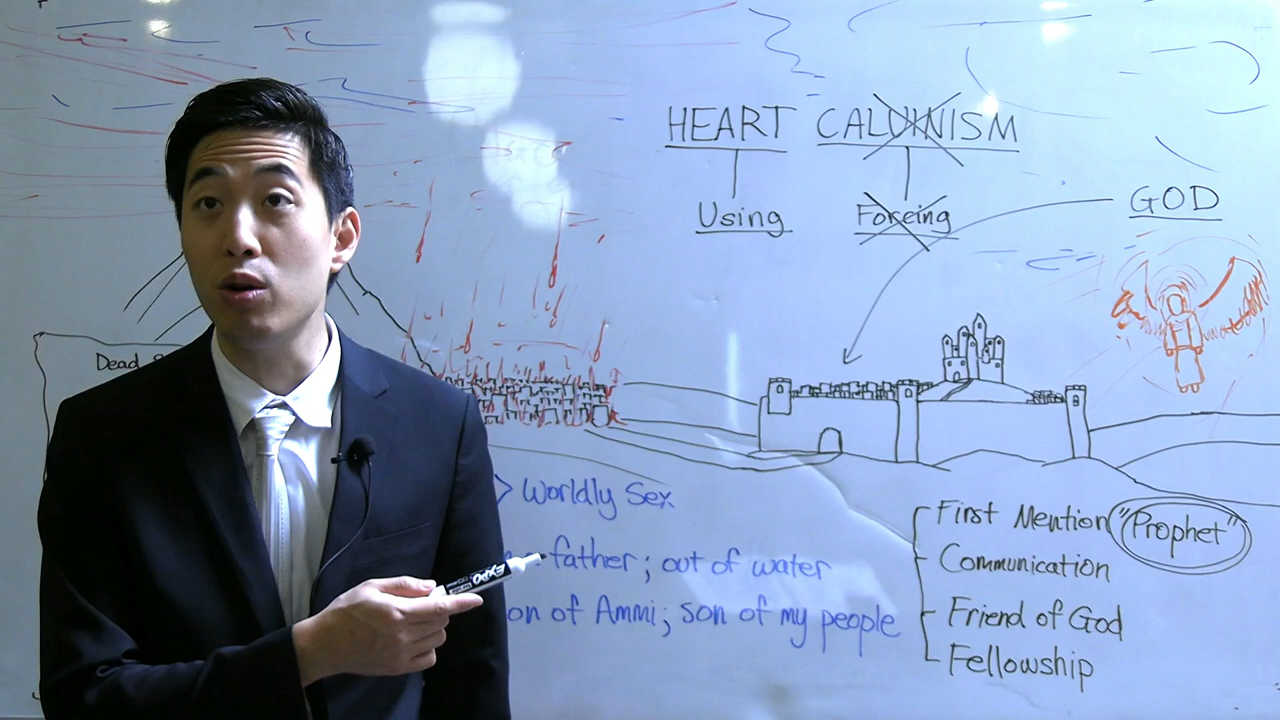 HEART CALVINISM
Using Forcing
GOD
Dead
EXPO
> Worldly Sex
father; out of water
on of Ammi; son of my people
First Mention "Prophet"
Communication
Friend of God
Fellowship